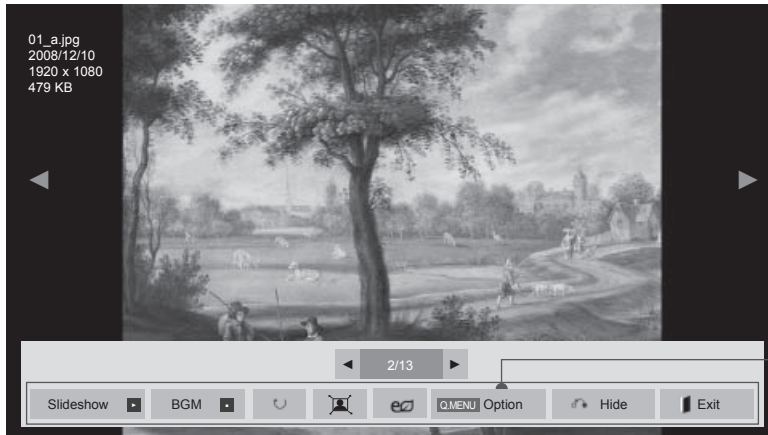 01_a.jpg
2008/12/10
1920 x 1080
479 KB
2/13
Slideshow BGM Q.MENU Option Hide Exit